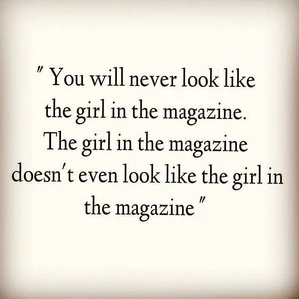 " You will never look like
the girl in the magazine.
The girl in the magazine
doesn't even look like the girl in
the magazine "